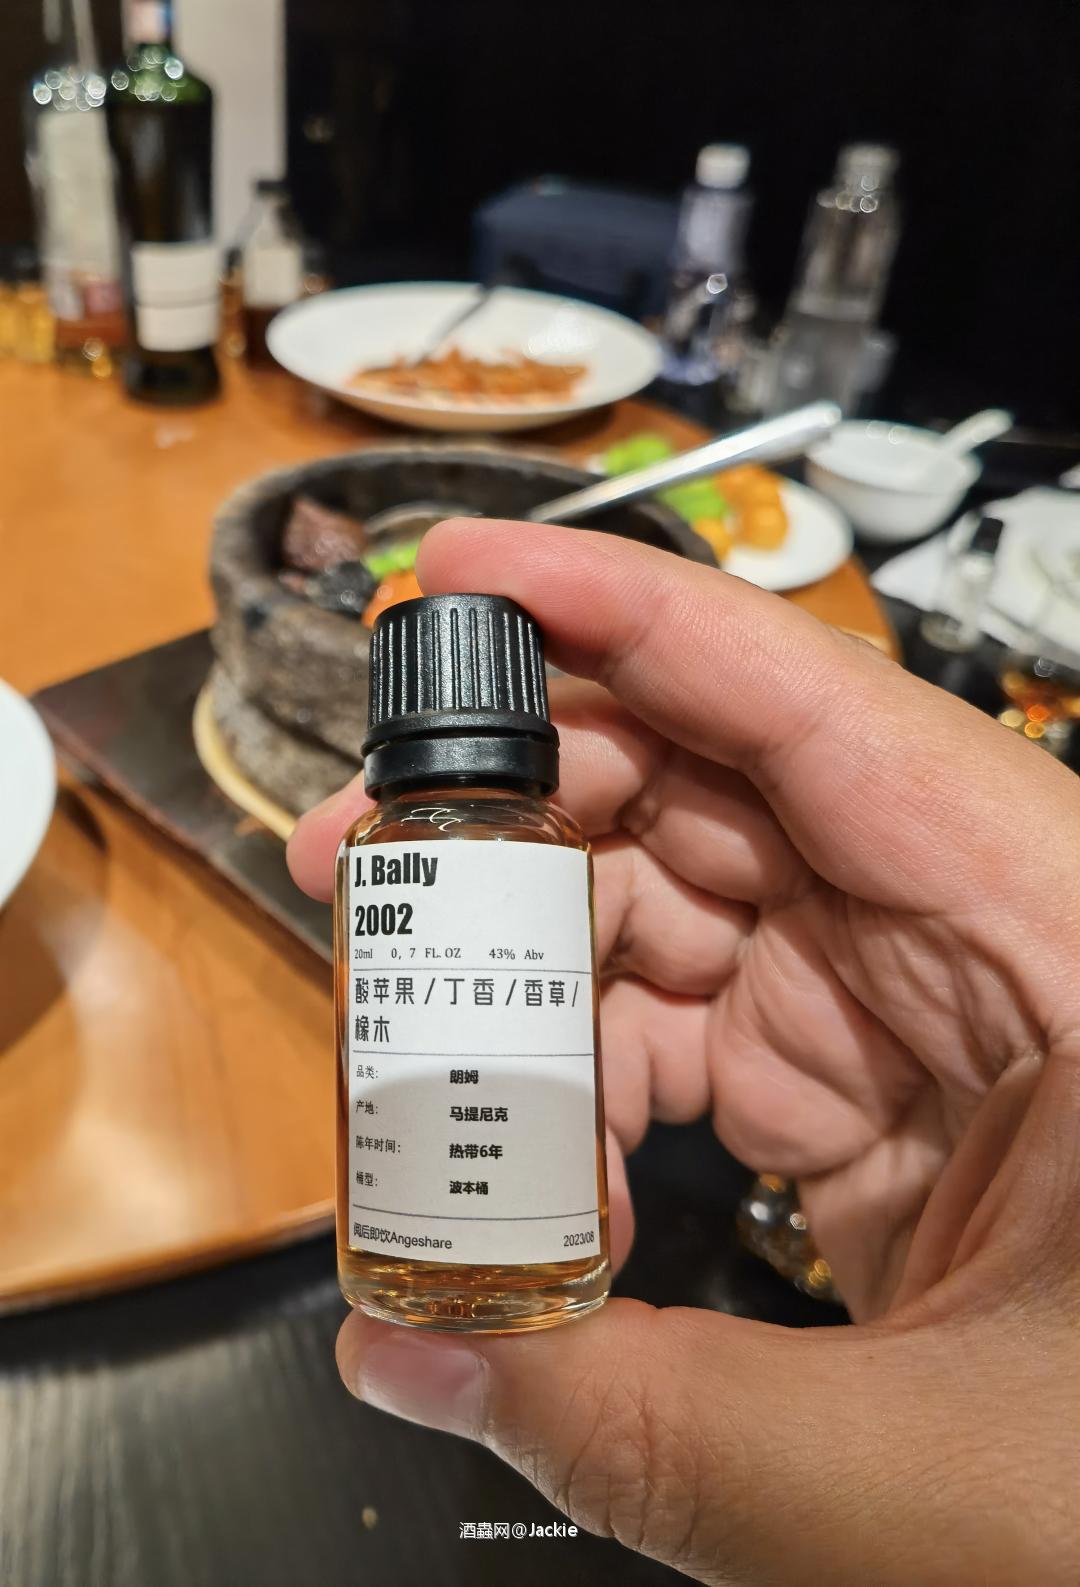 J. Bally
2002
20ml 0, 7 FL. OZ 43% Abv
酸苹果/丁香/香草/
橡木
品类: 朗姆
产地: 马提尼克
陈年时间: 热带6年
桶型: 波本桶
阅后即饮Angeshare 2023/08
酒蟲网@Jackie